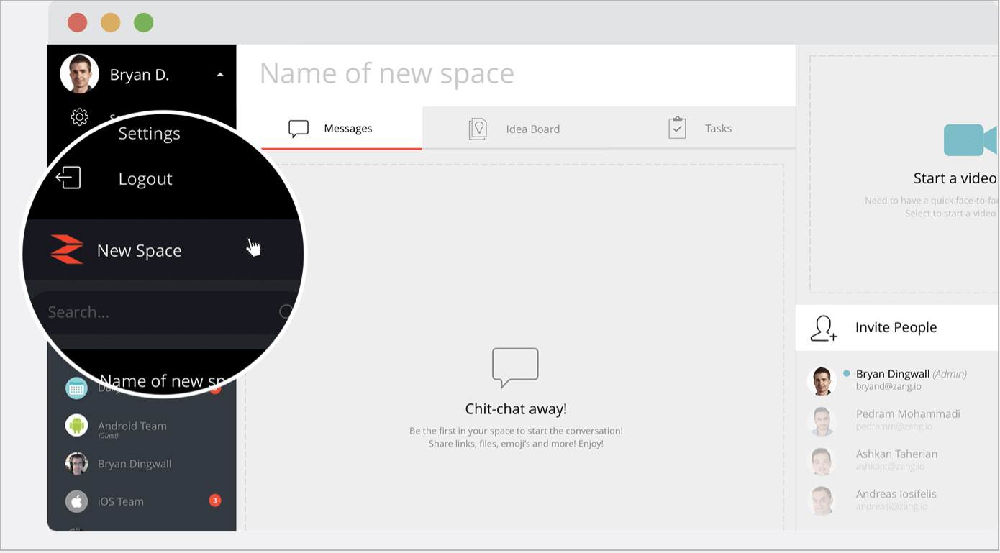 Bryan D.
Settings
Logout
New Space
Search...
Name of new sp
Android Team
(Guest)
Bryan Dingwall
iOS Team
3
Name of new space
Messages
Idea Board
Tasks
Chit-chat away!
Be the first in your space to start the conversation!
Share links, files, emoji's and more! Enjoy!
Start a video
Need to have a quick face-to-fac
Select to start a video
Invite People
Bryan Dingwall (Admin)
bryand@zang.io
Pedram Mohammadi
pedramm@zang.io
Ashkan Taherian
ashkant@zang.io
Andreas Iosifelis
andreasi@zang.io